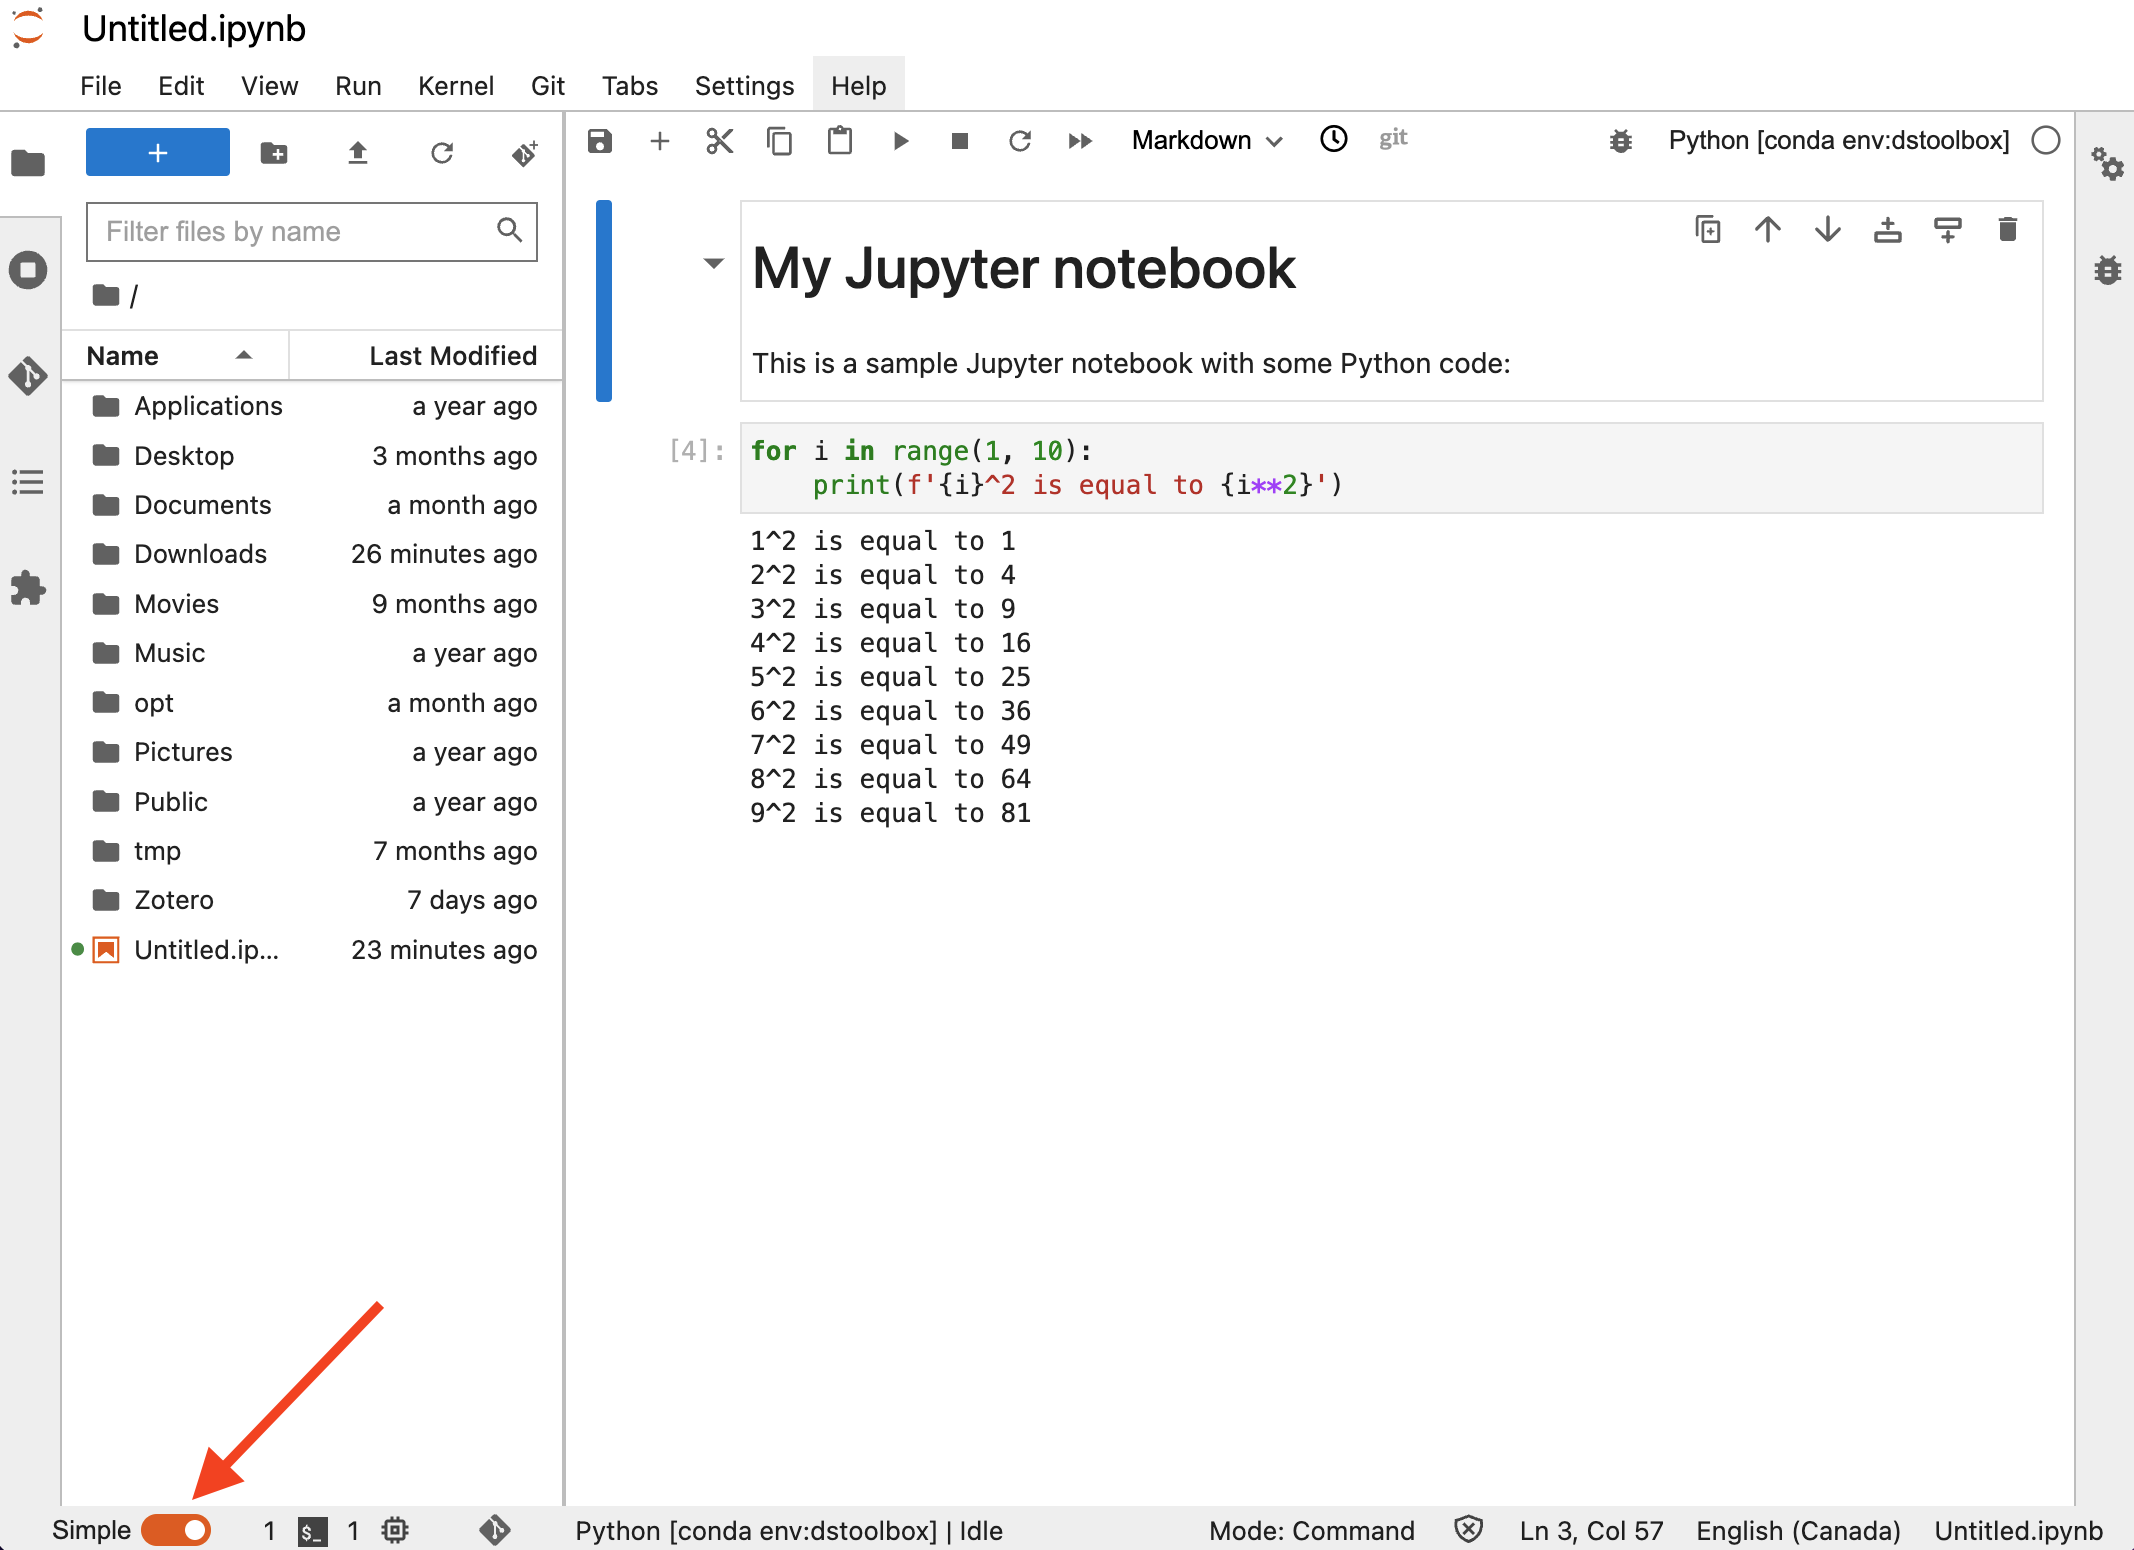 Untitled.ipynb
File Edit View Run Kernel Git Tabs Settings Help
Markdown git Python [conda env:dstoolbox]
Filter files by name
/
Name Last Modified
Applications a year ago
Desktop 3 months ago
Documents a month ago
Downloads 26 minutes ago
Movies 9 months ago
Music a year ago
opt a month ago
Pictures a year ago
Public a year ago
tmp 7 months ago
Zotero 7 days ago
Untitled.ip... 23 minutes ago
My Jupyter notebook
This is a sample Jupyter notebook with some Python code:
[4]: for i in range(1, 10):
    print(f'{i}^2 is equal to {i**2}')
1^2 is equal to 1
2^2 is equal to 4
3^2 is equal to 9
4^2 is equal to 16
5^2 is equal to 25
6^2 is equal to 36
7^2 is equal to 49
8^2 is equal to 64
9^2 is equal to 81
Simple 1 $_ 1 Python [conda env:dstoolbox] | Idle Mode: Command Ln 3, Col 57 English (Canada) Untitled.ipynb